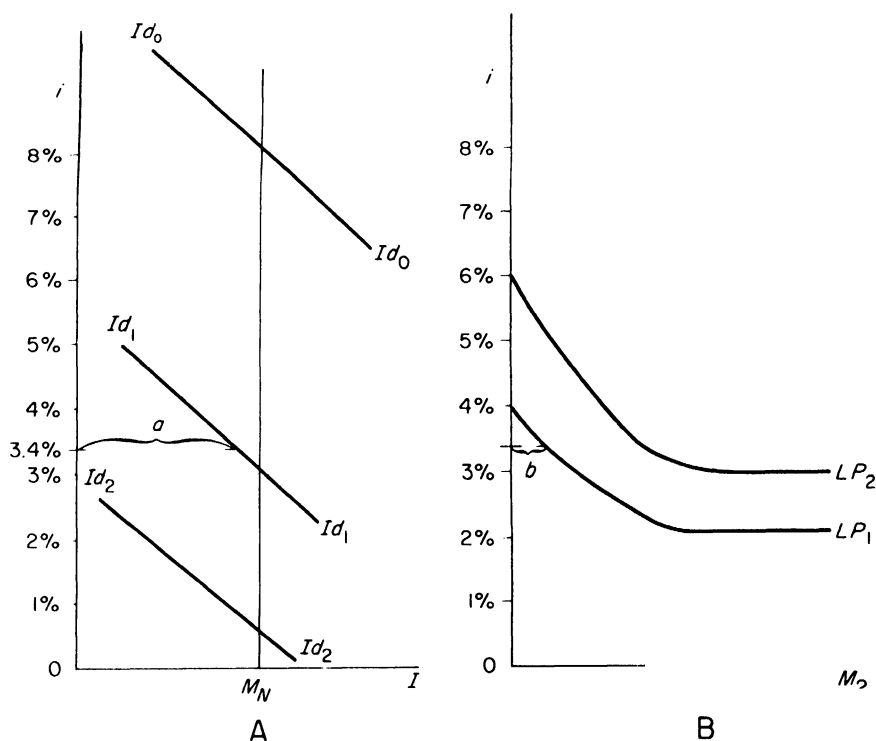 Id₀
i
8%
7%
6%
5%
4%
3.4%
3%
2%
1%
0
Id₀
Id₁
a
Id₁
Id₂
Id₂
M_N
I
A
i
8%
7%
6%
5%
4%
3%
2%
1%
0
b
LP₂
LP₁
M₂
B